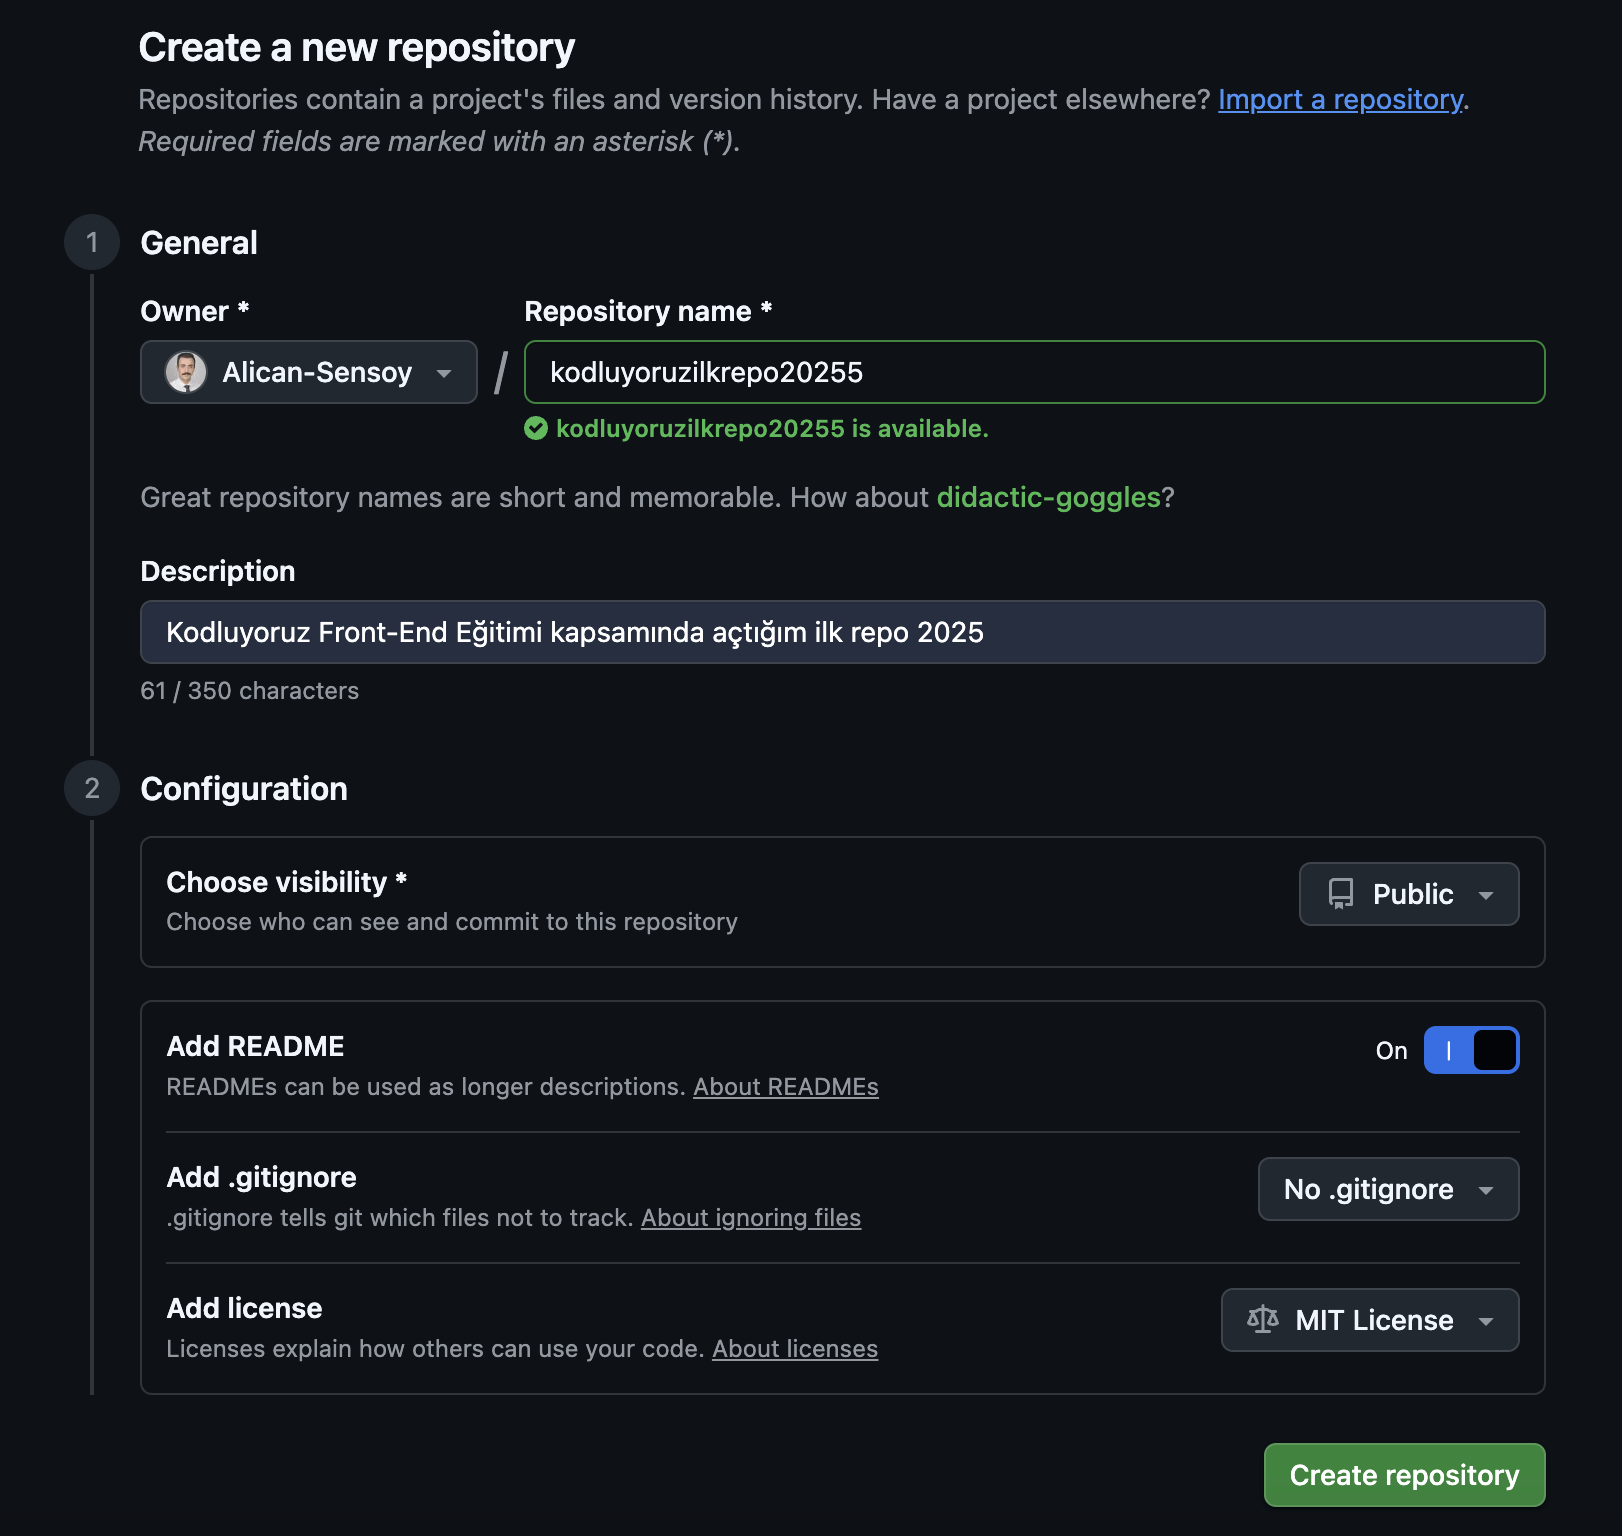 Create a new repository
Repositories contain a project's files and version history. Have a project elsewhere? Import a repository.
Required fields are marked with an asterisk (*).
1 General
Owner * Repository name *
Alican-Sensoy / kodluyoruzilkrepo20255
kodluyoruzilkrepo20255 is available.
Great repository names are short and memorable. How about didactic-goggles?
Description
Kodluyoruz Front-End Eğitimi kapsamında açtığım ilk repo 2025
61 / 350 characters
2 Configuration
Choose visibility *
Public
Choose who can see and commit to this repository
Add README
On
READMEs can be used as longer descriptions. About READMEs
Add .gitignore
No .gitignore
.gitignore tells git which files not to track. About ignoring files
Add license
MIT License
Licenses explain how others can use your code. About licenses
Create repository